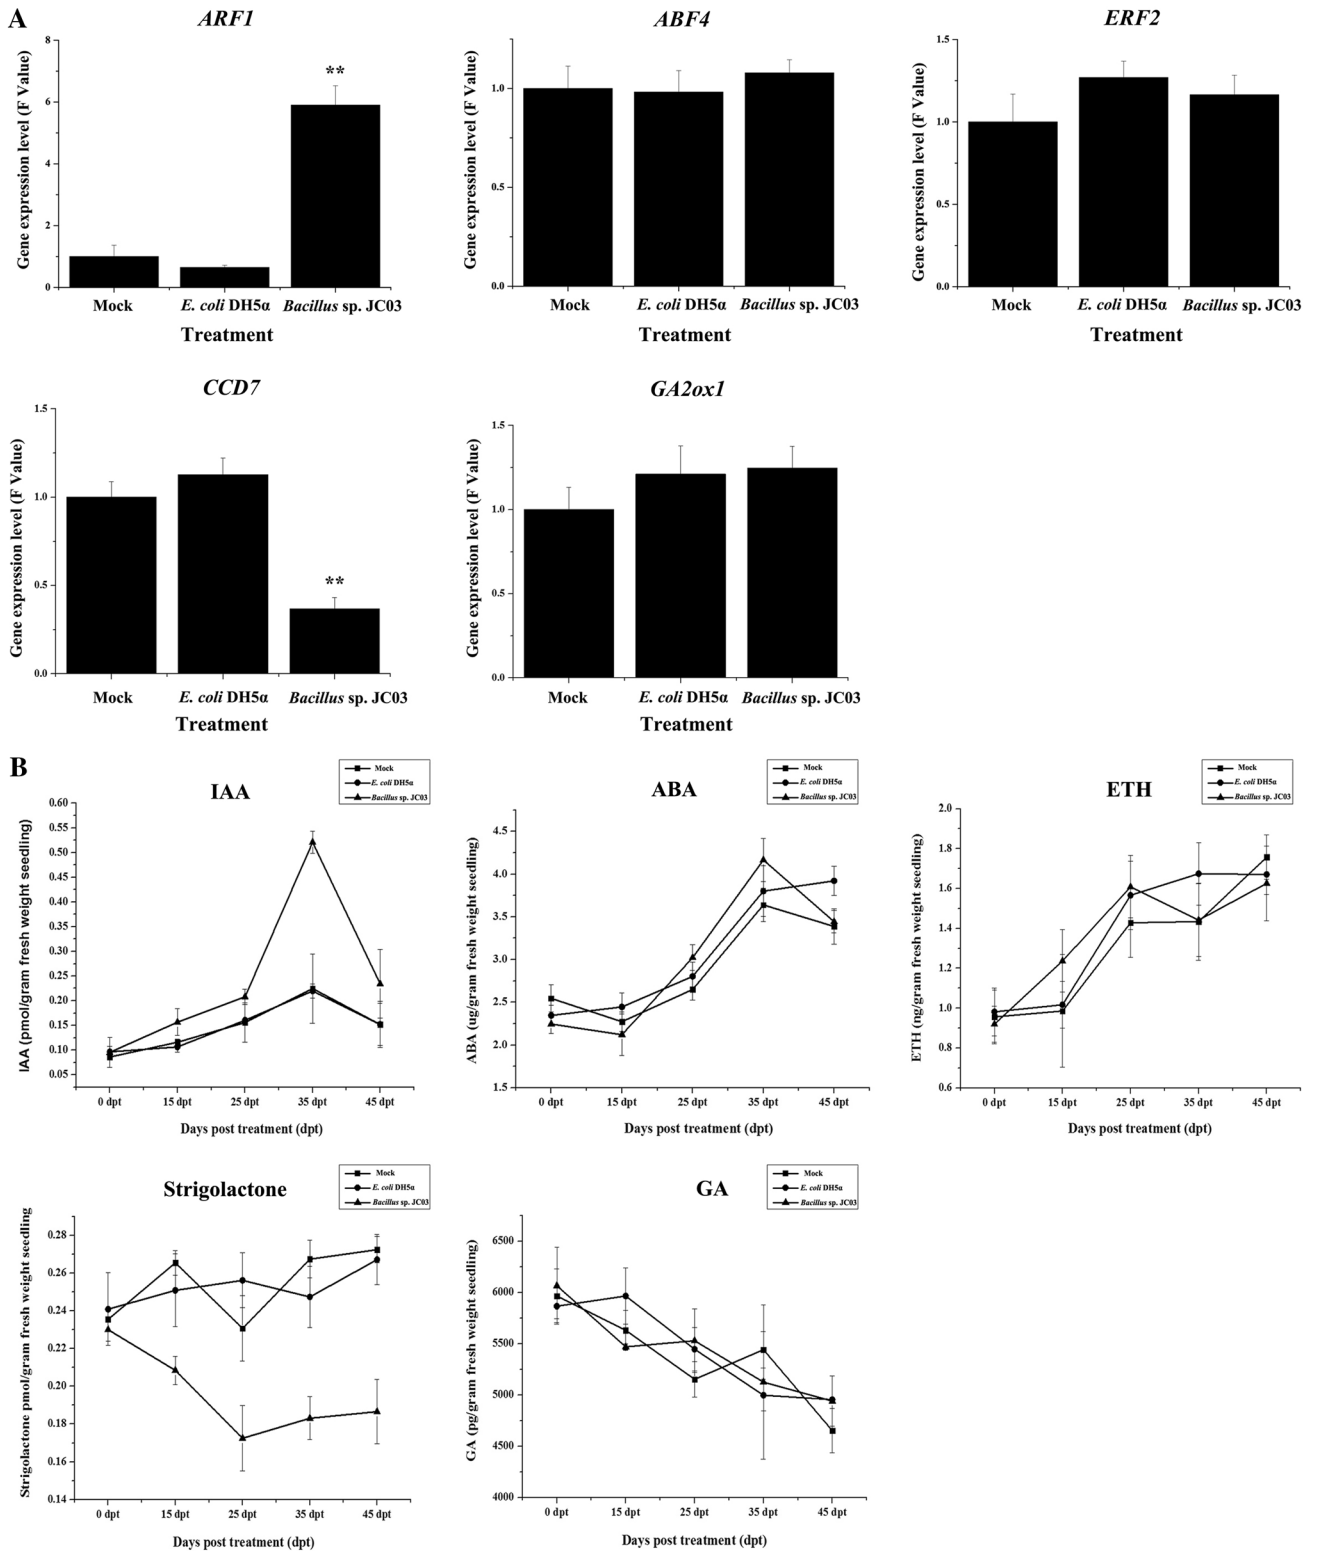 A
ARF1
Gene expression level (F Value)
8
6
4
2
0
**
Mock
E. coli DH5α
Bacillus sp. JC03
Treatment
ABF4
Gene expression level (F Value)
1.0
0.5
0.0
Mock
E. coli DH5α
Bacillus sp. JC03
Treatment
ERF2
Gene expression level (F Value)
1.5
1.0
0.5
0.0
Mock
E. coli DH5α
Bacillus sp. JC03
Treatment
CCD7
Gene expression level (F Value)
1.5
1.0
0.5
0.0
**
Mock
E. coli DH5α
Bacillus sp. JC03
Treatment
GA2ox1
Gene expression level (F Value)
1.5
1.0
0.5
0.0
Mock
E. coli DH5α
Bacillus sp. JC03
Treatment
B
IAA
Mock
E. coli DH5α
Bacillus sp. JC03
IAA (pmol/gram fresh weight seedling)
0.60
0.55
0.50
0.45
0.40
0.35
0.30
0.25
0.20
0.15
0.10
0.05
0 dpt 15 dpt 25 dpt 35 dpt 45 dpt
Days post treatment (dpt)
ABA
Mock
E. coli DH5α
Bacillus sp. JC03
ABA (ug/gram fresh weight seedling)
4.5
4.0
3.5
3.0
2.5
2.0
1.5
0 dpt 15 dpt 25 dpt 35 dpt 45 dpt
Days post treatment (dpt)
ETH
Mock
E. coli DH5α
Bacillus sp. JC03
ETH (ng/gram fresh weight seedling)
2.0
1.8
1.6
1.4
1.2
1.0
0.8
0.6
0 dpt 15 dpt 25 dpt 35 dpt 45 dpt
Days post treatment (dpt)
Strigolactone
Mock
E. coli DH5α
Bacillus sp. JC03
Strigolactone pmol/gram fresh weight seedling
0.28
0.26
0.24
0.22
0.20
0.18
0.16
0.14
0 dpt 15 dpt 25 dpt 35 dpt 45 dpt
Days post treatment (dpt)
GA
Mock
E. coli DH5α
Bacillus sp. JC03
GA (pg/gram fresh weight seedling)
6500
6000
5500
5000
4500
4000
0 dpt 15 dpt 25 dpt 35 dpt 45 dpt
Days post treatment (dpt)